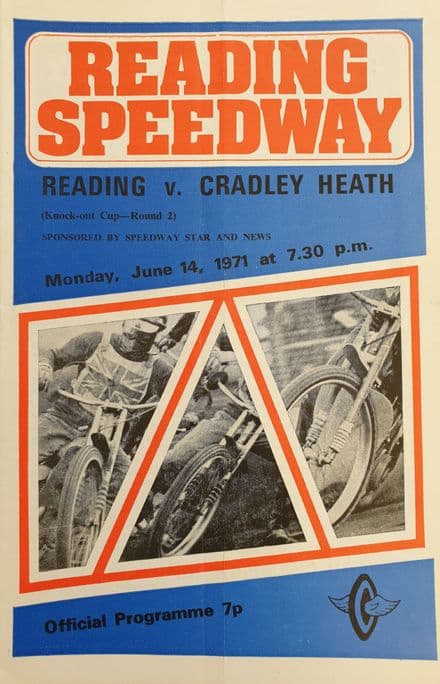 READING
SPEEDWAY
READING v. CRADLEY HEATH
(Knock-out Cup—Round 2)
SPONSORED BY SPEEDWAY STAR AND NEWS
Monday, June 14, 1971 at 7.30 p.m.
Official Programme 7p